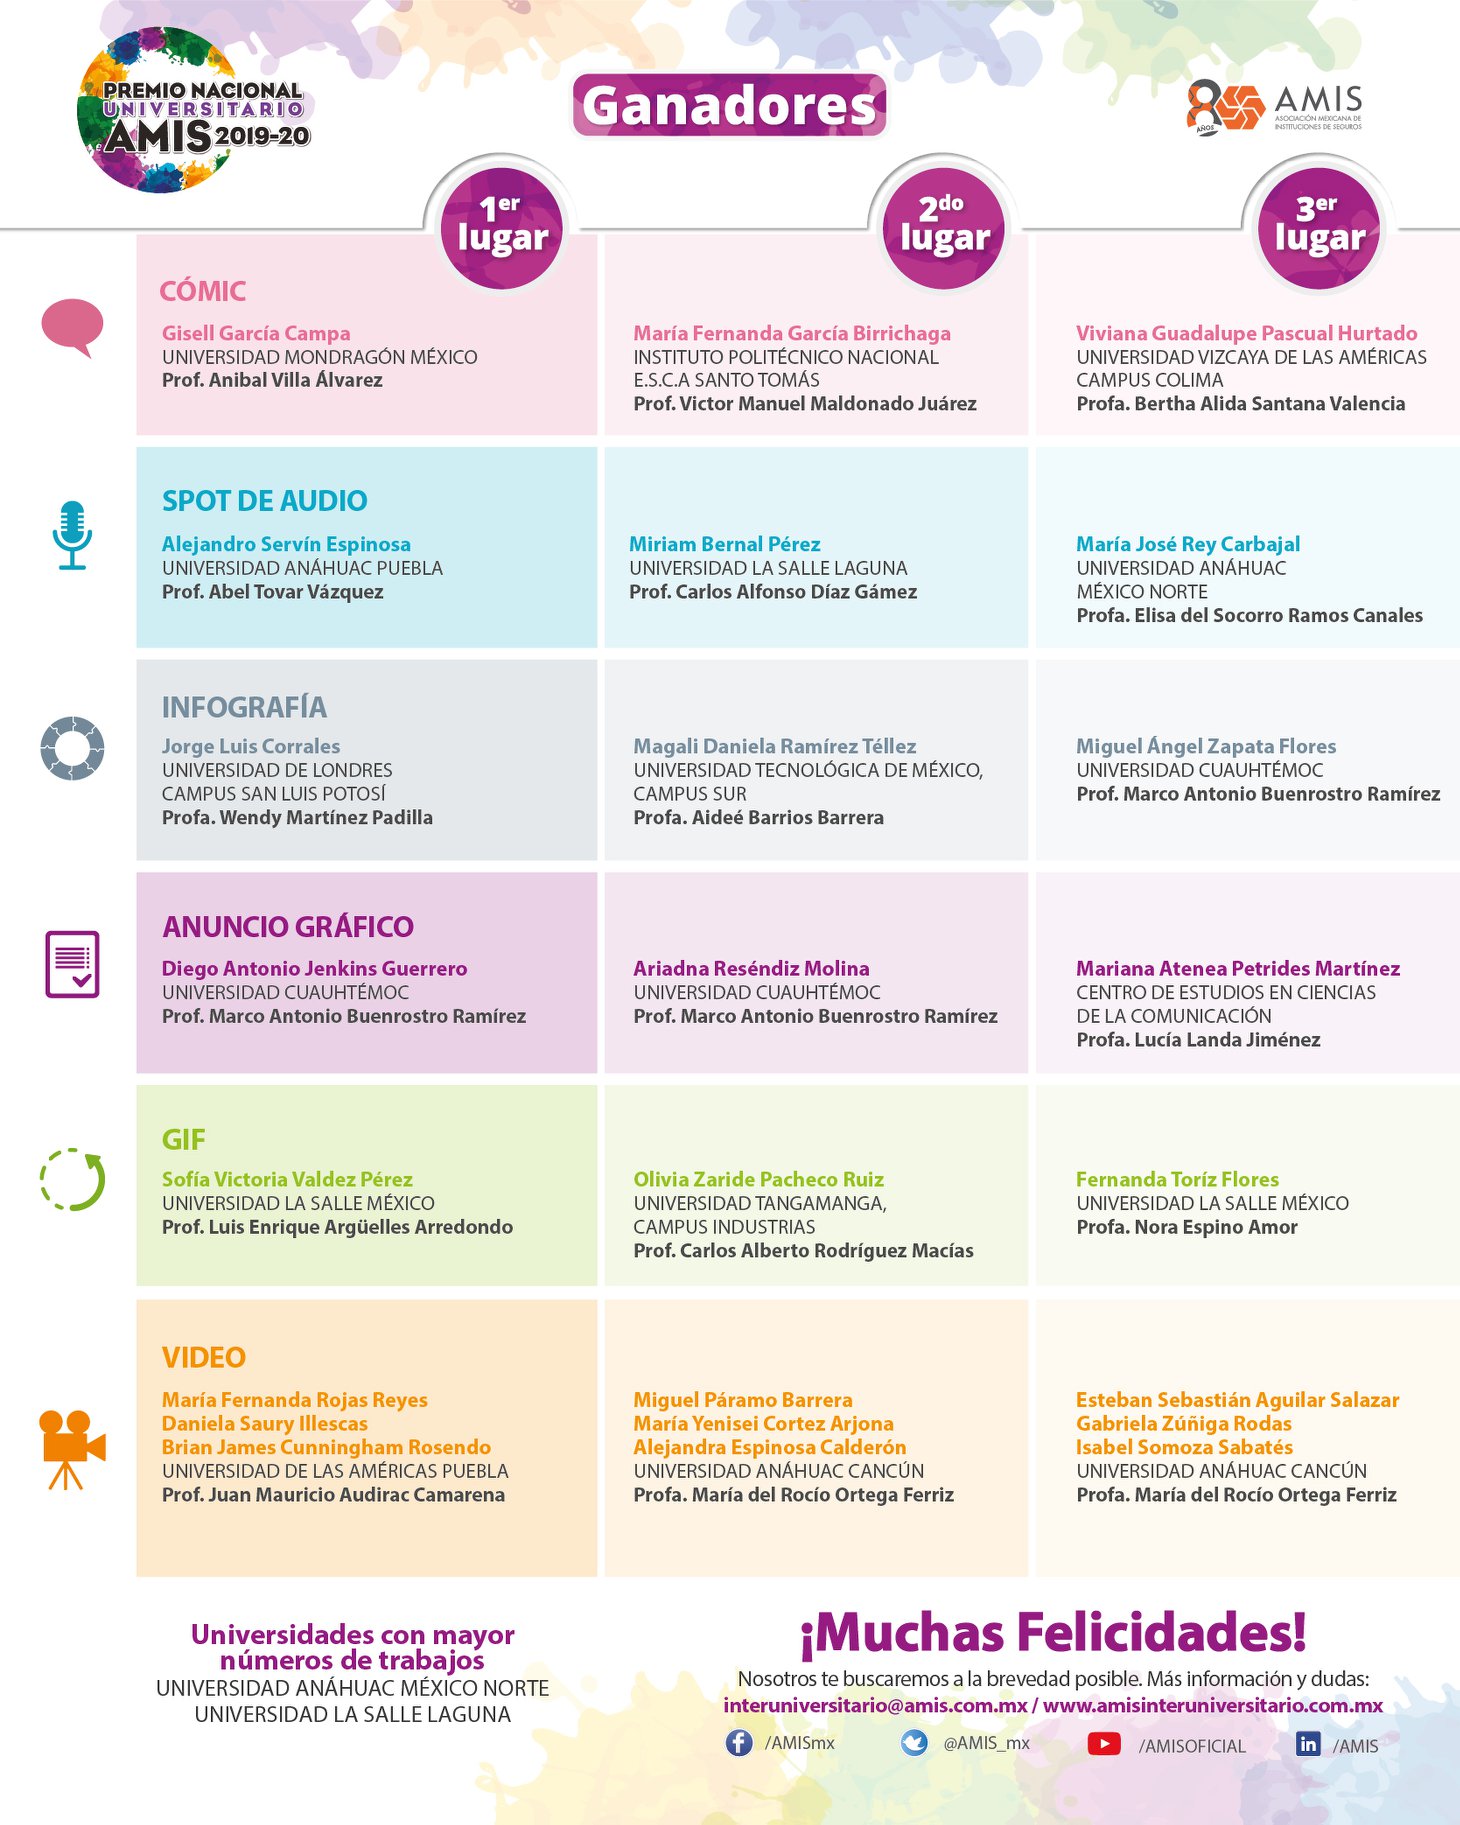 PREMIO NACIONAL
UNIVERSITARIO
AMIS 2019-20
Ganadores
80 AÑOS
AMIS
ASOCIACIÓN MEXICANA DE
INSTITUCIONES DE SEGUROS
1er
lugar
2do
lugar
3er
lugar
CÓMIC
Gisell García Campa
UNIVERSIDAD MONDRAGÓN MÉXICO
Prof. Anibal Villa Álvarez
María Fernanda García Birrichaga
INSTITUTO POLITÉCNICO NACIONAL
E.S.C.A SANTO TOMÁS
Prof. Victor Manuel Maldonado Juárez
Viviana Guadalupe Pascual Hurtado
UNIVERSIDAD VIZCAYA DE LAS AMÉRICAS
CAMPUS COLIMA
Profa. Bertha Alida Santana Valencia
SPOT DE AUDIO
Alejandro Servín Espinosa
UNIVERSIDAD ANÁHUAC PUEBLA
Prof. Abel Tovar Vázquez
Miriam Bernal Pérez
UNIVERSIDAD LA SALLE LAGUNA
Prof. Carlos Alfonso Díaz Gámez
María José Rey Carbajal
UNIVERSIDAD ANÁHUAC
MÉXICO NORTE
Profa. Elisa del Socorro Ramos Canales
INFOGRAFÍA
Jorge Luis Corrales
UNIVERSIDAD DE LONDRES
CAMPUS SAN LUIS POTOSÍ
Profa. Wendy Martínez Padilla
Magali Daniela Ramírez Téllez
UNIVERSIDAD TECNOLÓGICA DE MÉXICO,
CAMPUS SUR
Profa. Aideé Barrios Barrera
Miguel Ángel Zapata Flores
UNIVERSIDAD CUAUHTÉMOC
Prof. Marco Antonio Buenrostro Ramírez
ANUNCIO GRÁFICO
Diego Antonio Jenkins Guerrero
UNIVERSIDAD CUAUHTÉMOC
Prof. Marco Antonio Buenrostro Ramírez
Ariadna Reséndiz Molina
UNIVERSIDAD CUAUHTÉMOC
Prof. Marco Antonio Buenrostro Ramírez
Mariana Atenea Petrides Martínez
CENTRO DE ESTUDIOS EN CIENCIAS
DE LA COMUNICACIÓN
Profa. Lucía Landa Jiménez
GIF
Sofía Victoria Valdez Pérez
UNIVERSIDAD LA SALLE MÉXICO
Prof. Luis Enrique Argüelles Arredondo
Olivia Zaride Pacheco Ruiz
UNIVERSIDAD TANGAMANGA,
CAMPUS INDUSTRIAS
Prof. Carlos Alberto Rodríguez Macías
Fernanda Toríz Flores
UNIVERSIDAD LA SALLE MÉXICO
Profa. Nora Espino Amor
VIDEO
María Fernanda Rojas Reyes
Daniela Saury Illescas
Brian James Cunningham Rosendo
UNIVERSIDAD DE LAS AMÉRICAS PUEBLA
Prof. Juan Mauricio Audirac Camarena
Miguel Páramo Barrera
María Yenisei Cortez Arjona
Alejandra Espinosa Calderón
UNIVERSIDAD ANÁHUAC CANCÚN
Profa. María del Rocío Ortega Ferriz
Esteban Sebastián Aguilar Salazar
Gabriela Zúñiga Rodas
Isabel Somoza Sabatés
UNIVERSIDAD ANÁHUAC CANCÚN
Profa. María del Rocío Ortega Ferriz
Universidades con mayor
números de trabajos
UNIVERSIDAD ANÁHUAC MÉXICO NORTE
UNIVERSIDAD LA SALLE LAGUNA
¡Muchas Felicidades!
Nosotros te buscaremos a la brevedad posible. Más información y dudas:
interuniversitario@amis.com.mx / www.amisinteruniversitario.com.mx
/AMISmx
@AMIS_mx
/AMISOFICIAL
/AMIS